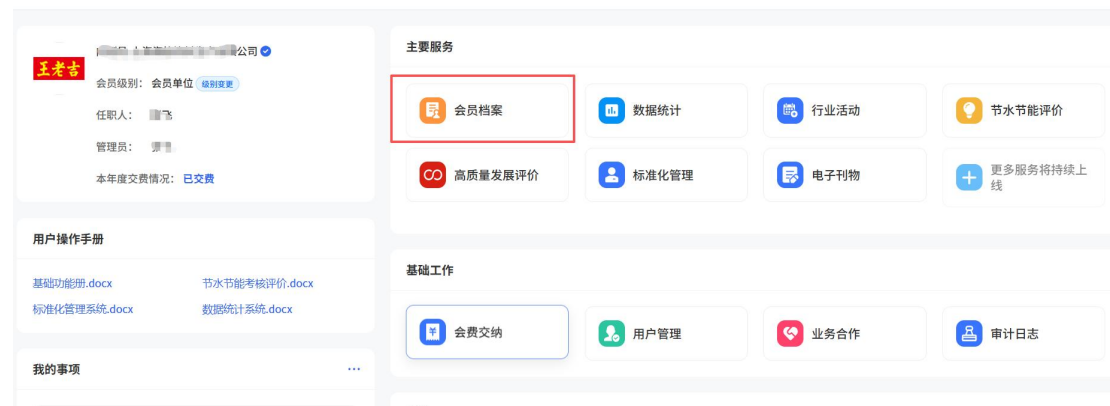 公司
王老吉
会员级别： 会员单位 级别变更
任职人：
管理员：
本年度交费情况： 已交费
用户操作手册
基础功能册.docx 节水节能考核评价.docx
标准化管理系统.docx 数据统计系统.docx
我的事项 ...
主要服务
会员档案 数据统计 行业活动 节水节能评价
高质量发展评价 标准化管理 电子刊物 更多服务将持续上
线
基础工作
会费交纳 用户管理 业务合作 审计日志